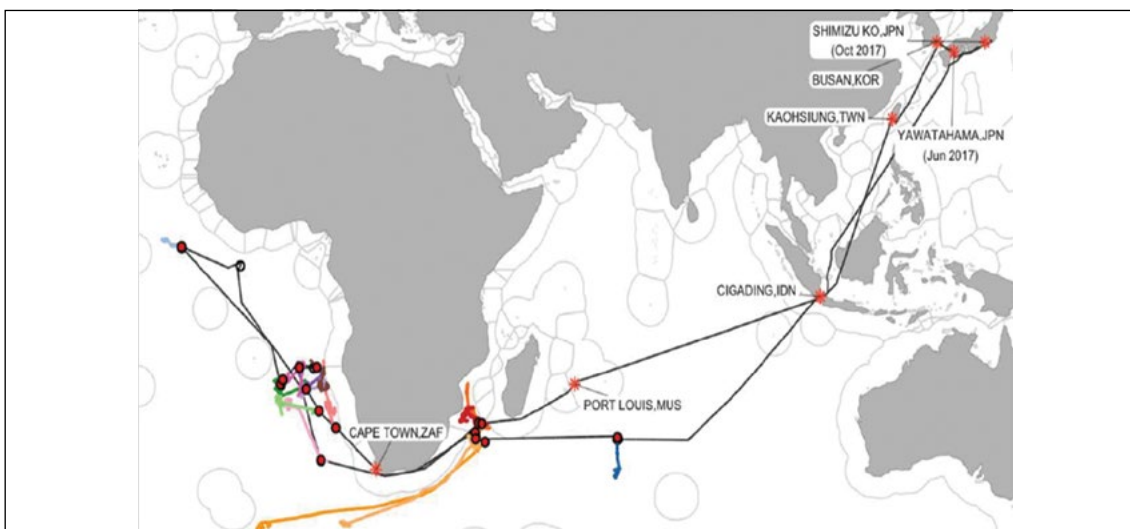 SHIMIZU KO,JPN
(Oct 2017)
BUSAN,KOR
KAOHSIUNG,TWN
YAWATAHAMA,JPN
(Jun 2017)
CIGADING,IDN
PORT LOUIS,MUS
CAPE TOWN,ZAF